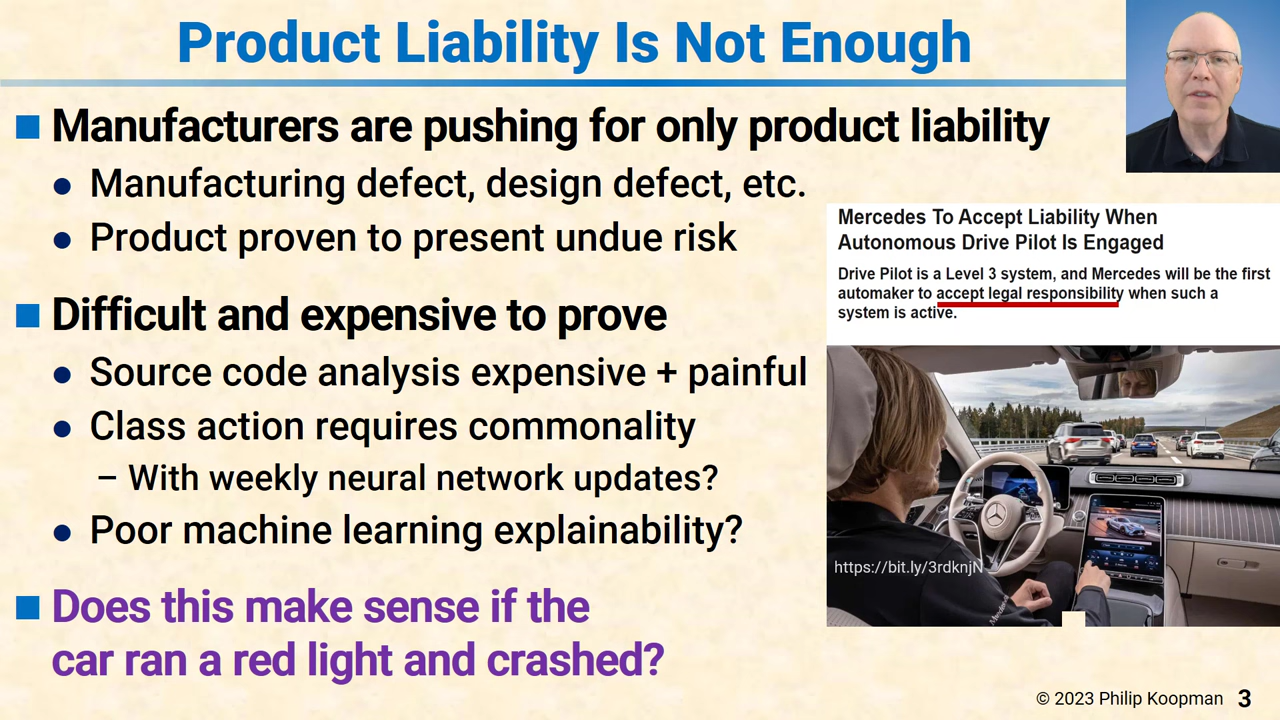 Product Liability Is Not Enough
Manufacturers are pushing for only product liability
Manufacturing defect, design defect, etc.
Product proven to present undue risk
Difficult and expensive to prove
Source code analysis expensive + painful
Class action requires commonality
– With weekly neural network updates?
Poor machine learning explainability?
Does this make sense if the
car ran a red light and crashed?
Mercedes To Accept Liability When
Autonomous Drive Pilot Is Engaged
Drive Pilot is a Level 3 system, and Mercedes will be the first
automaker to accept legal responsibility when such a
system is active.
https://bit.ly/3rdknjN
© 2023 Philip Koopman 3